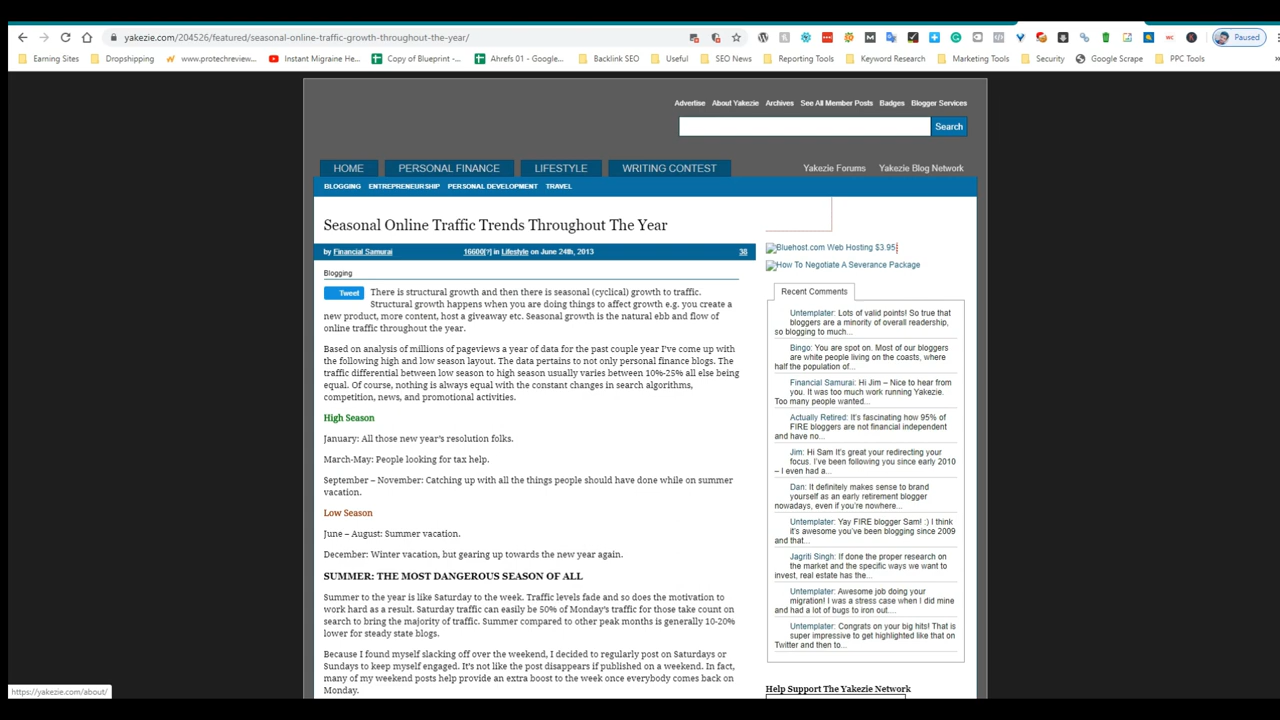 yakezie.com/204526/featured/seasonal-online-traffic-growth-throughout-the-year/
Paused
Earning Sites
Dropshipping
www.protechreview...
Instant Migraine He...
Copy of Blueprint -...
Ahrefs 01 - Google...
Backlink SEO
Useful
SEO News
Reporting Tools
Keyword Research
Marketing Tools
Security
Google Scrape
PPC Tools
Advertise About Yakezie Archives See All Member Posts Badges Blogger Services
Search
HOME PERSONAL FINANCE LIFESTYLE WRITING CONTEST Yakezie Forums Yakezie Blog Network
BLOGGING ENTREPRENEURSHIP PERSONAL DEVELOPMENT TRAVEL
Seasonal Online Traffic Trends Throughout The Year
by Financial Samurai 16600[?] in Lifestyle on June 24th, 2013 38
Blogging
Tweet
There is structural growth and then there is seasonal (cyclical) growth to traffic.
Structural growth happens when you are doing things to affect growth e.g. you create a
new product, more content, host a giveaway etc. Seasonal growth is the natural ebb and flow of
online traffic throughout the year.
Based on analysis of millions of pageviews a year of data for the past couple year I've come up with
the following high and low season layout. The data pertains to not only personal finance blogs. The
traffic differential between low season to high season usually varies between 10%-25% all else being
equal. Of course, nothing is always equal with the constant changes in search algorithms,
competition, news, and promotional activities.
High Season
January: All those new year's resolution folks.
March-May: People looking for tax help.
September – November: Catching up with all the things people should have done while on summer
vacation.
Low Season
June – August: Summer vacation.
December: Winter vacation, but gearing up towards the new year again.
SUMMER: THE MOST DANGEROUS SEASON OF ALL
Summer to the year is like Saturday to the week. Traffic levels fade and so does the motivation to
work hard as a result. Saturday traffic can easily be 50% of Monday's traffic for those take count on
search to bring the majority of traffic. Summer compared to other peak months is generally 10-20%
lower for steady state blogs.
Because I found myself slacking off over the weekend, I decided to regularly post on Saturdays or
Sundays to keep myself engaged. It's not like the post disappears if published on a weekend. In fact,
many of my weekend posts help provide an extra boost to the week once everybody comes back on
Monday.
Bluehost.com Web Hosting $3.95
How To Negotiate A Severance Package
Recent Comments
Untemplater: Lots of valid points! So true that
bloggers are a minority of overall readership,
so blogging to much...
Bingo: You are spot on. Most of our bloggers
are white people living on the coasts, where
half the population of...
Financial Samurai: Hi Jim – Nice to hear from
you. It was too much work running Yakezie.
Too many people wanted...
Actually Retired: It's fascinating how 95% of
FIRE bloggers are not financial independent
and have no...
Jim: Hi Sam It's great your redirecting your
focus. I've been following you since early 2010
– I even had a...
Dan: It definitely makes sense to brand
yourself as an early retirement blogger
nowadays, even if you're nowhere...
Untemplater: Yay FIRE blogger Sam! :) I think
it's awesome you've been blogging since 2009
and that...
Jagriti Singh: If done the proper research on
the market and the specific ways we want to
invest, real estate has the...
Untemplater: Awesome job doing your
migration! I was a stress case when I did mine
and had a lot of bugs to iron out....
Untemplater: Congrats on your big hits! That is
super impressive to get highlighted like that on
Twitter and then to...
Help Support The Yakezie Network
https://yakezie.com/about/